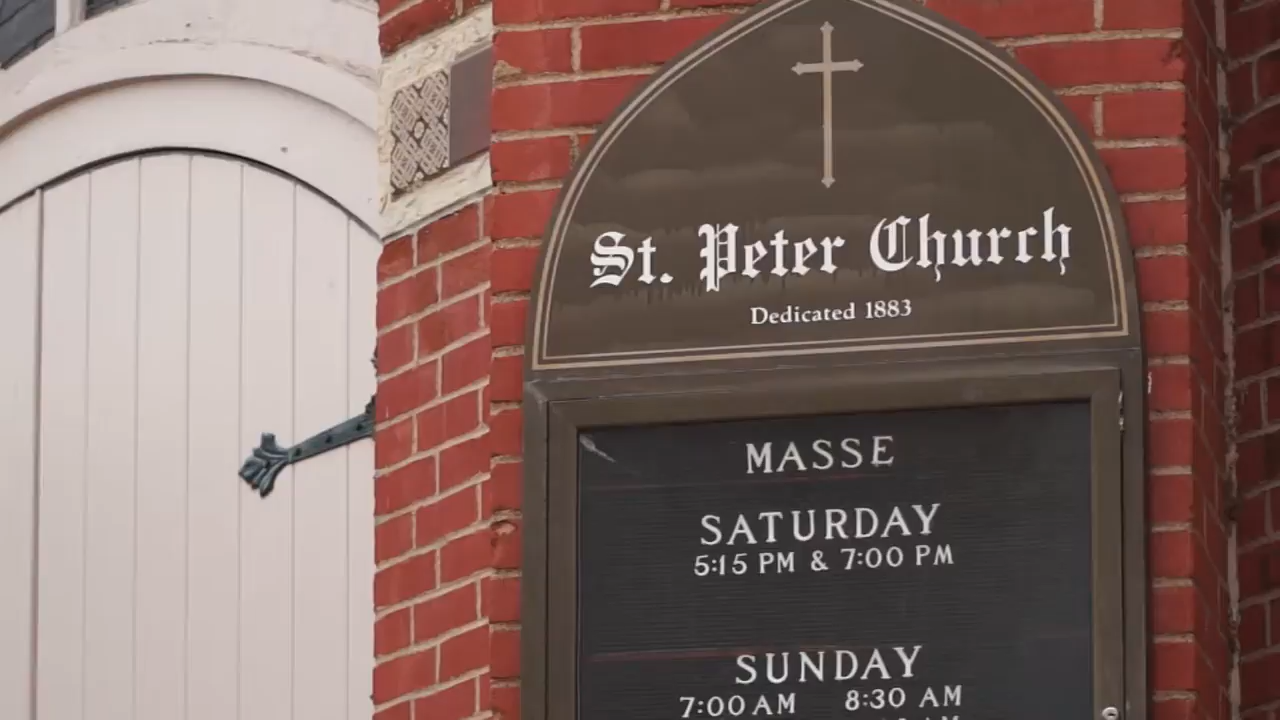 St. Peter Church
Dedicated 1883
MASSE
SATURDAY
5:15 PM & 7:00 PM
SUNDAY
7:00 AM 8:30 AM